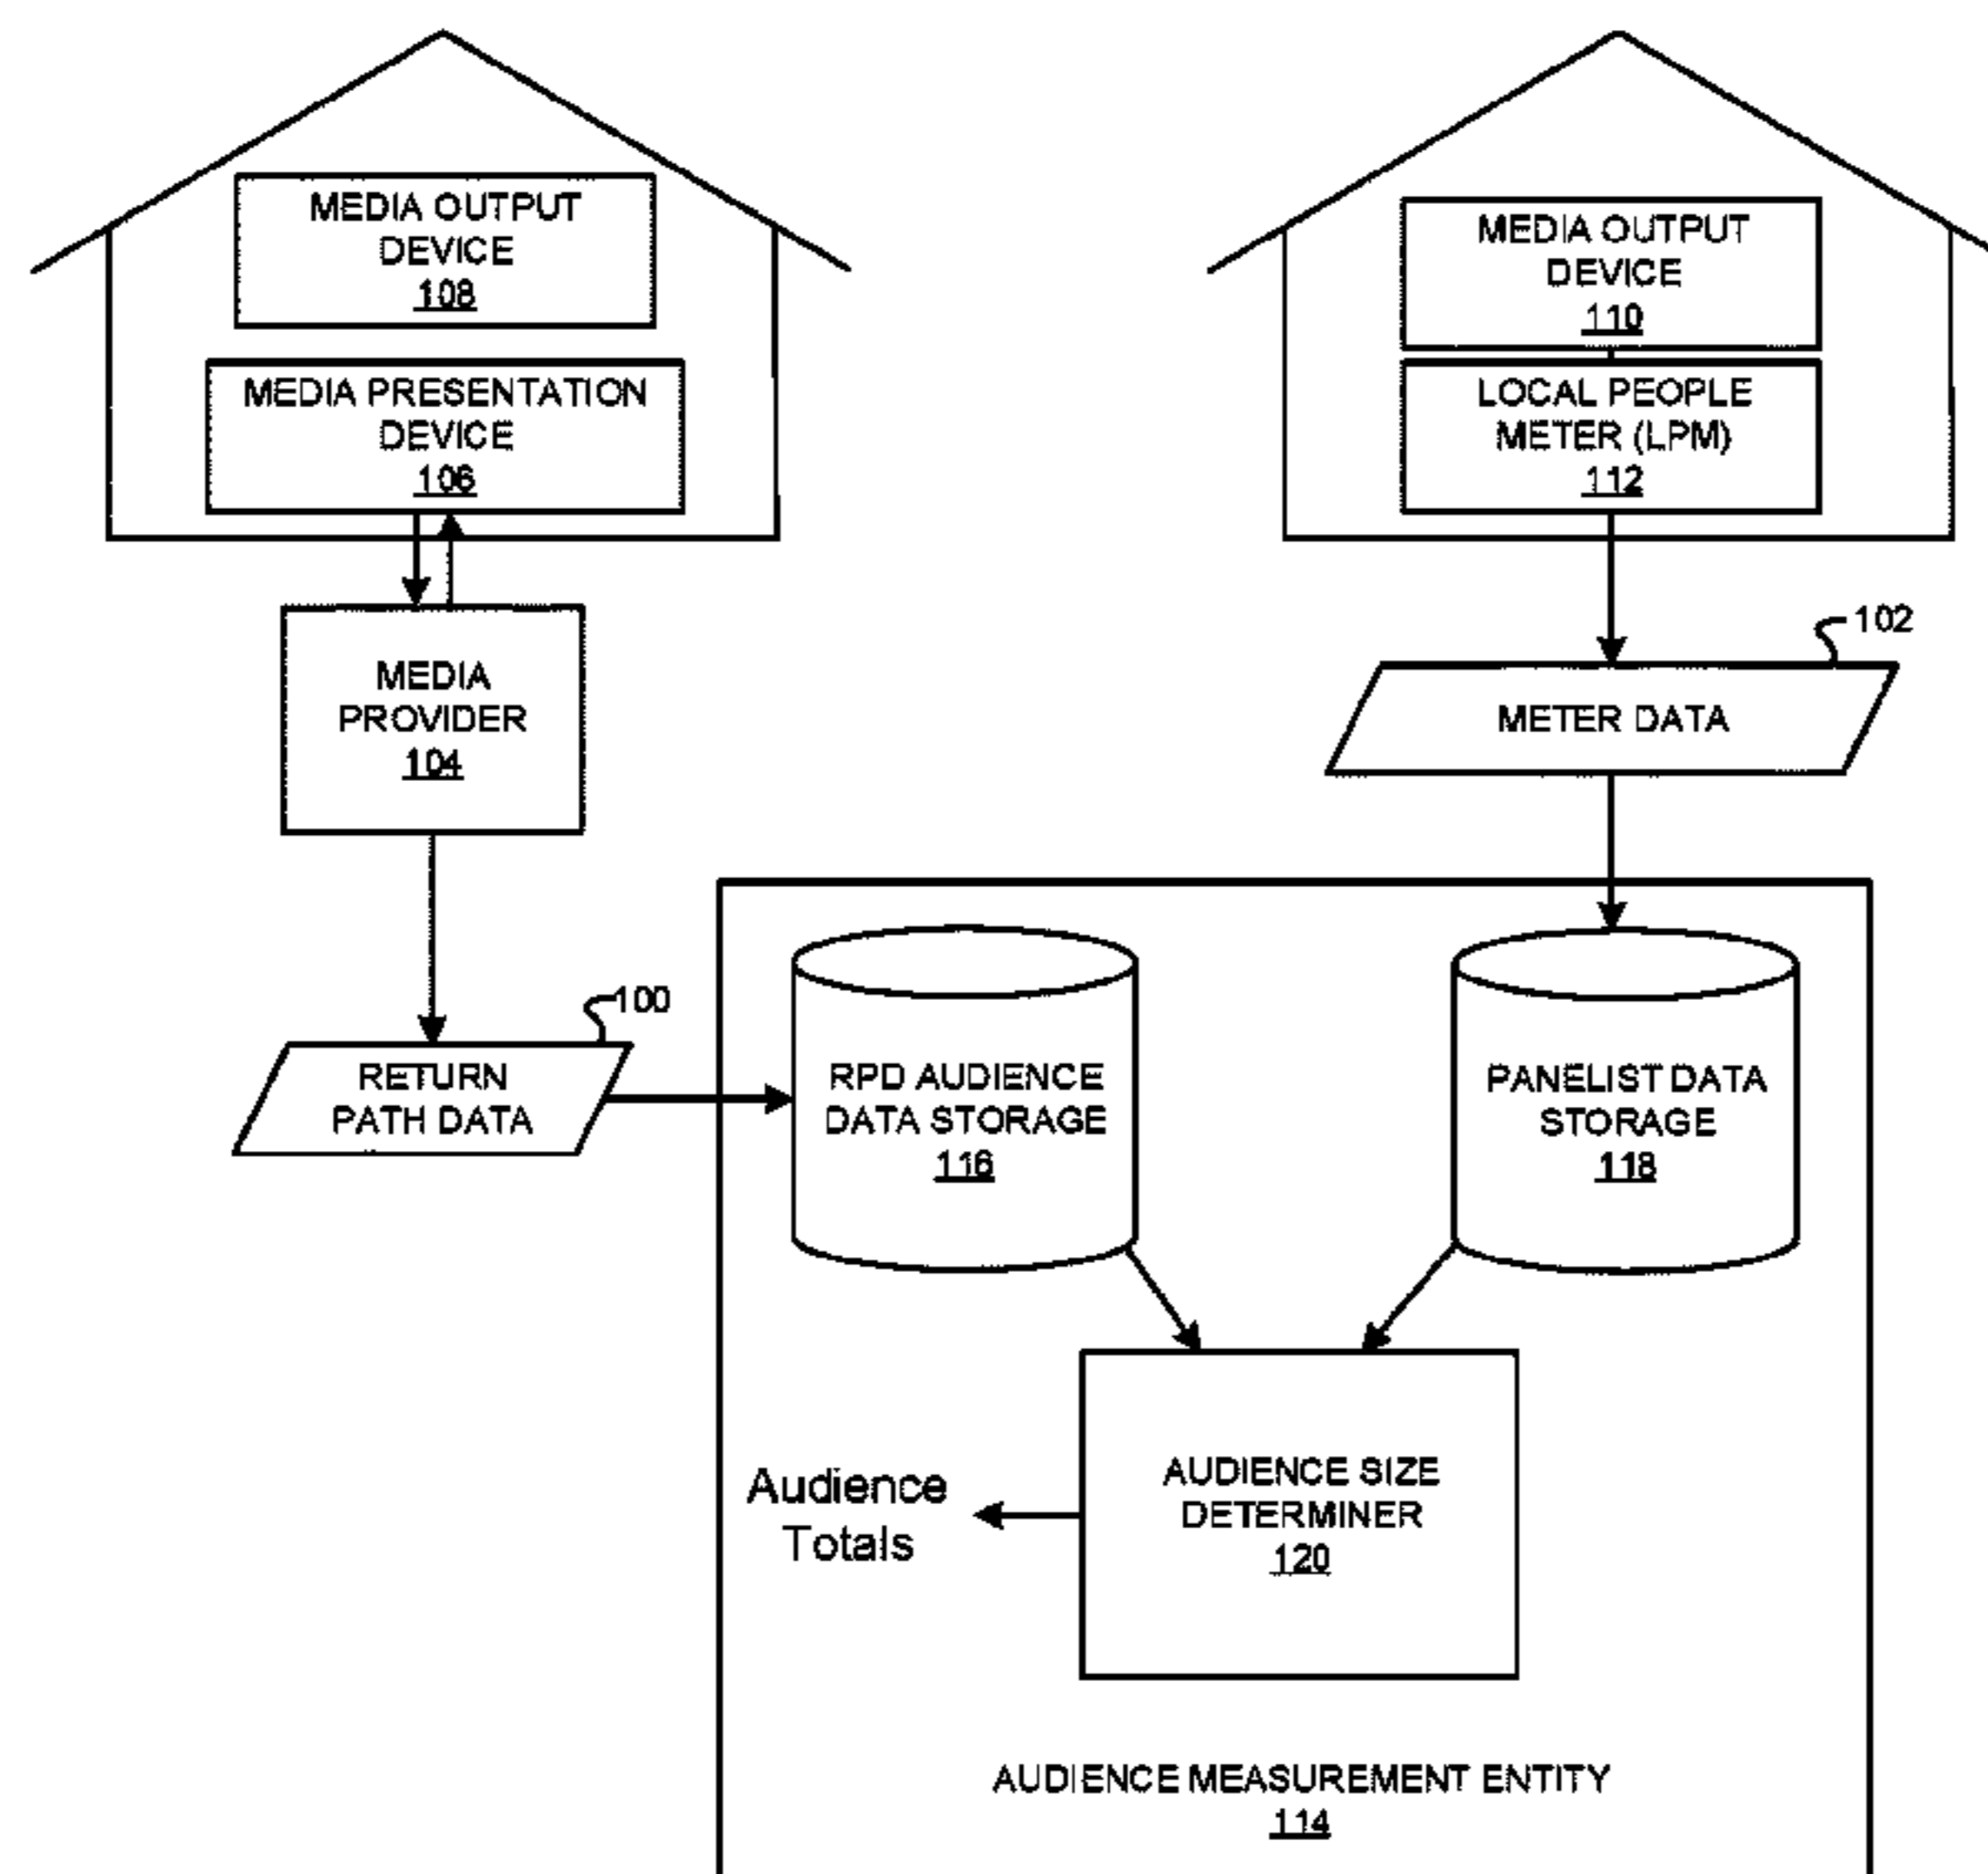 MEDIA OUTPUT
DEVICE
108
MEDIA PRESENTATION
DEVICE
106
MEDIA OUTPUT
DEVICE
110
LOCAL PEOPLE
METER (LPM)
112
MEDIA
PROVIDER
104
102
METER DATA
100
RETURN
PATH DATA
RPD AUDIENCE
DATA STORAGE
116
PANELIST DATA
STORAGE
118
Audience
Totals
AUDIENCE SIZE
DETERMINER
120
AUDIENCE MEASUREMENT ENTITY
114